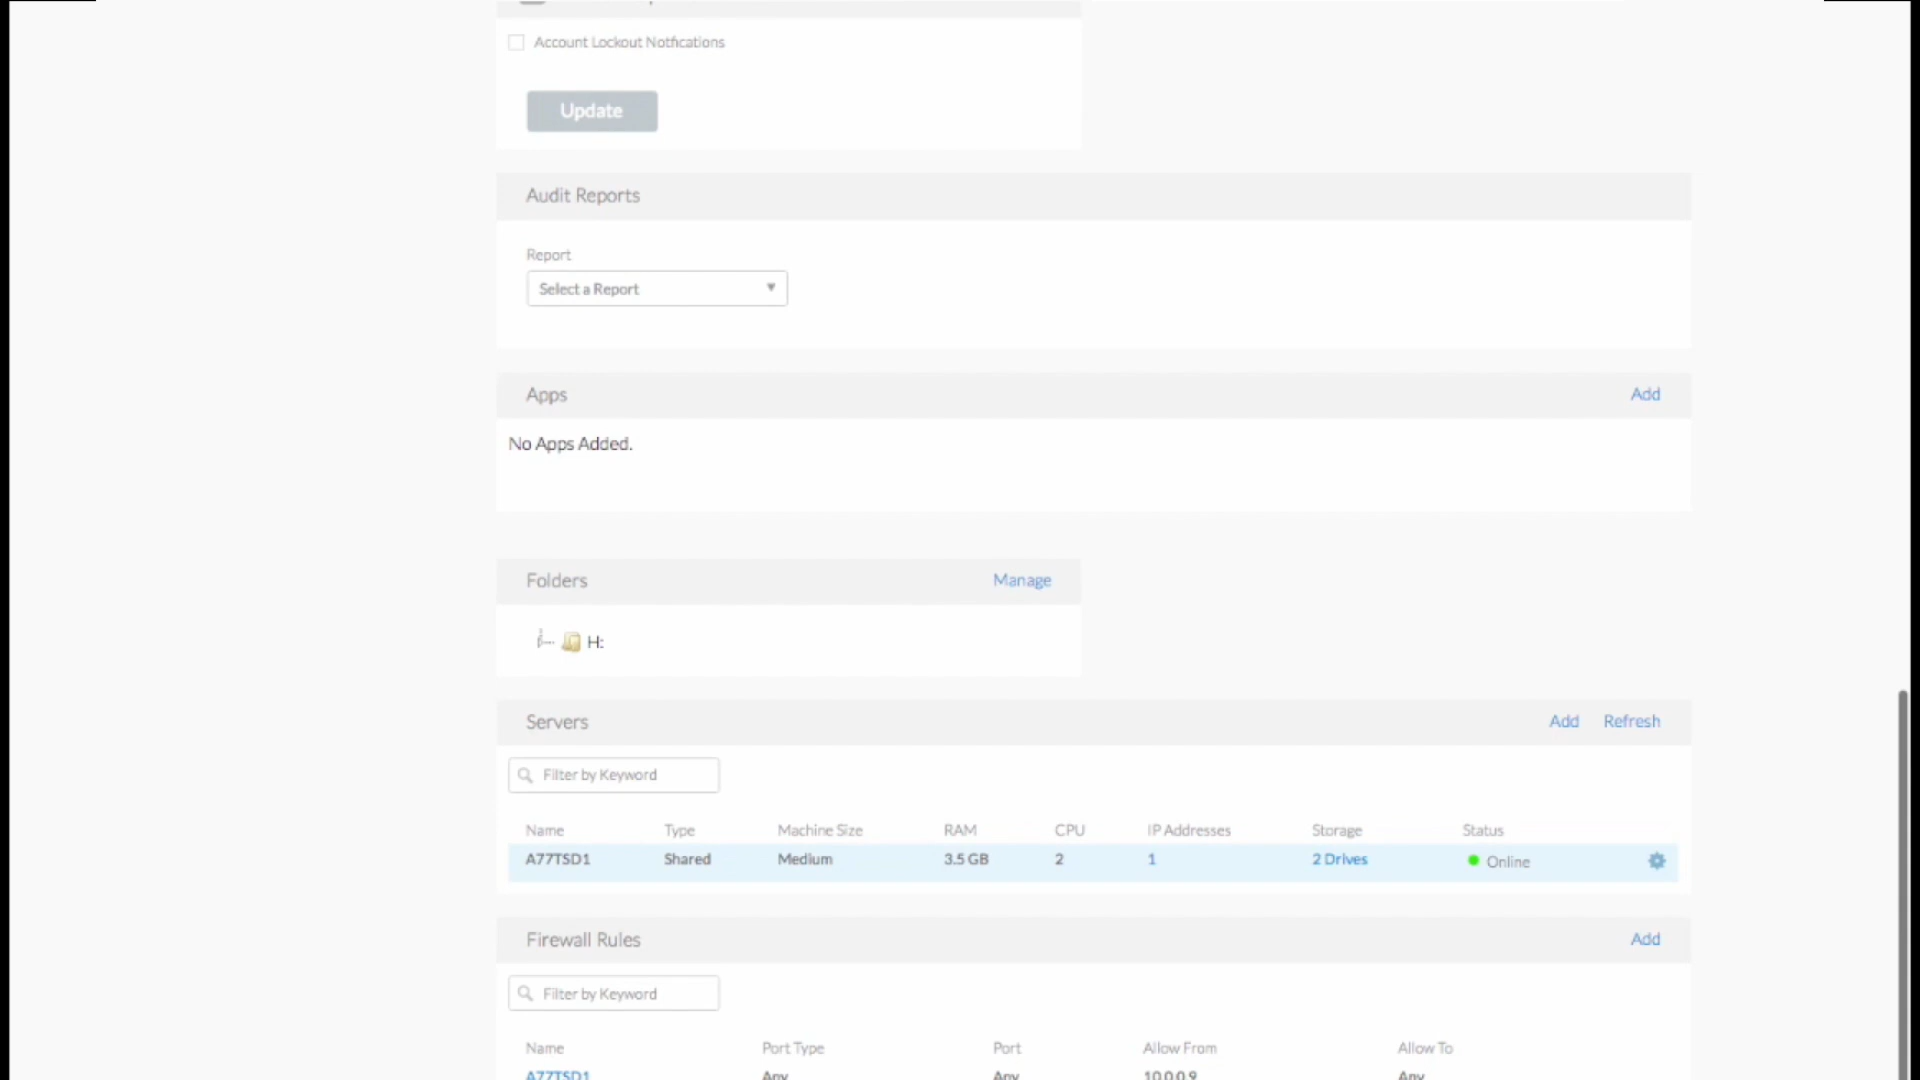 Account Lockout Notfications
Update
Audit Reports
Report
Select a Report
Apps Add
No Apps Added.
Folders Manage
H:
Servers Add Refresh
Filter by Keyword
Name Type Machine Size RAM CPU IP Addresses Storage Status
A77TSD1 Shared Medium 3.5 GB 2 1 2 Drives Online
Firewall Rules Add
Filter by Keyword
Name Port Type Port Allow From Allow To
A77TSD1 Any Any 10.0.0.9 Any